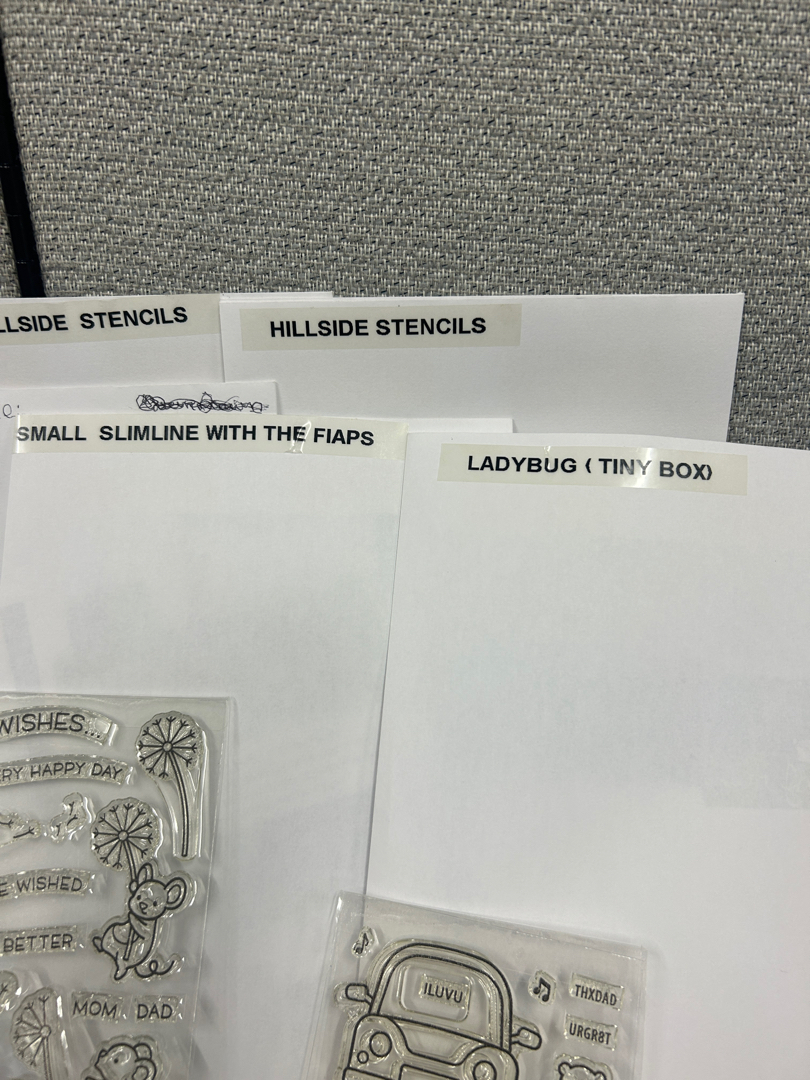 LLSIDE STENCILS
HILLSIDE STENCILS
e:
SMALL SLIMLINE WITH THE FIAPS
LADYBUG ( TINY BOX)
WISHES...
RY HAPPY DAY
E WISHED
BETTER
MOM DAD
ILUVU
THXDAD
URGR8T